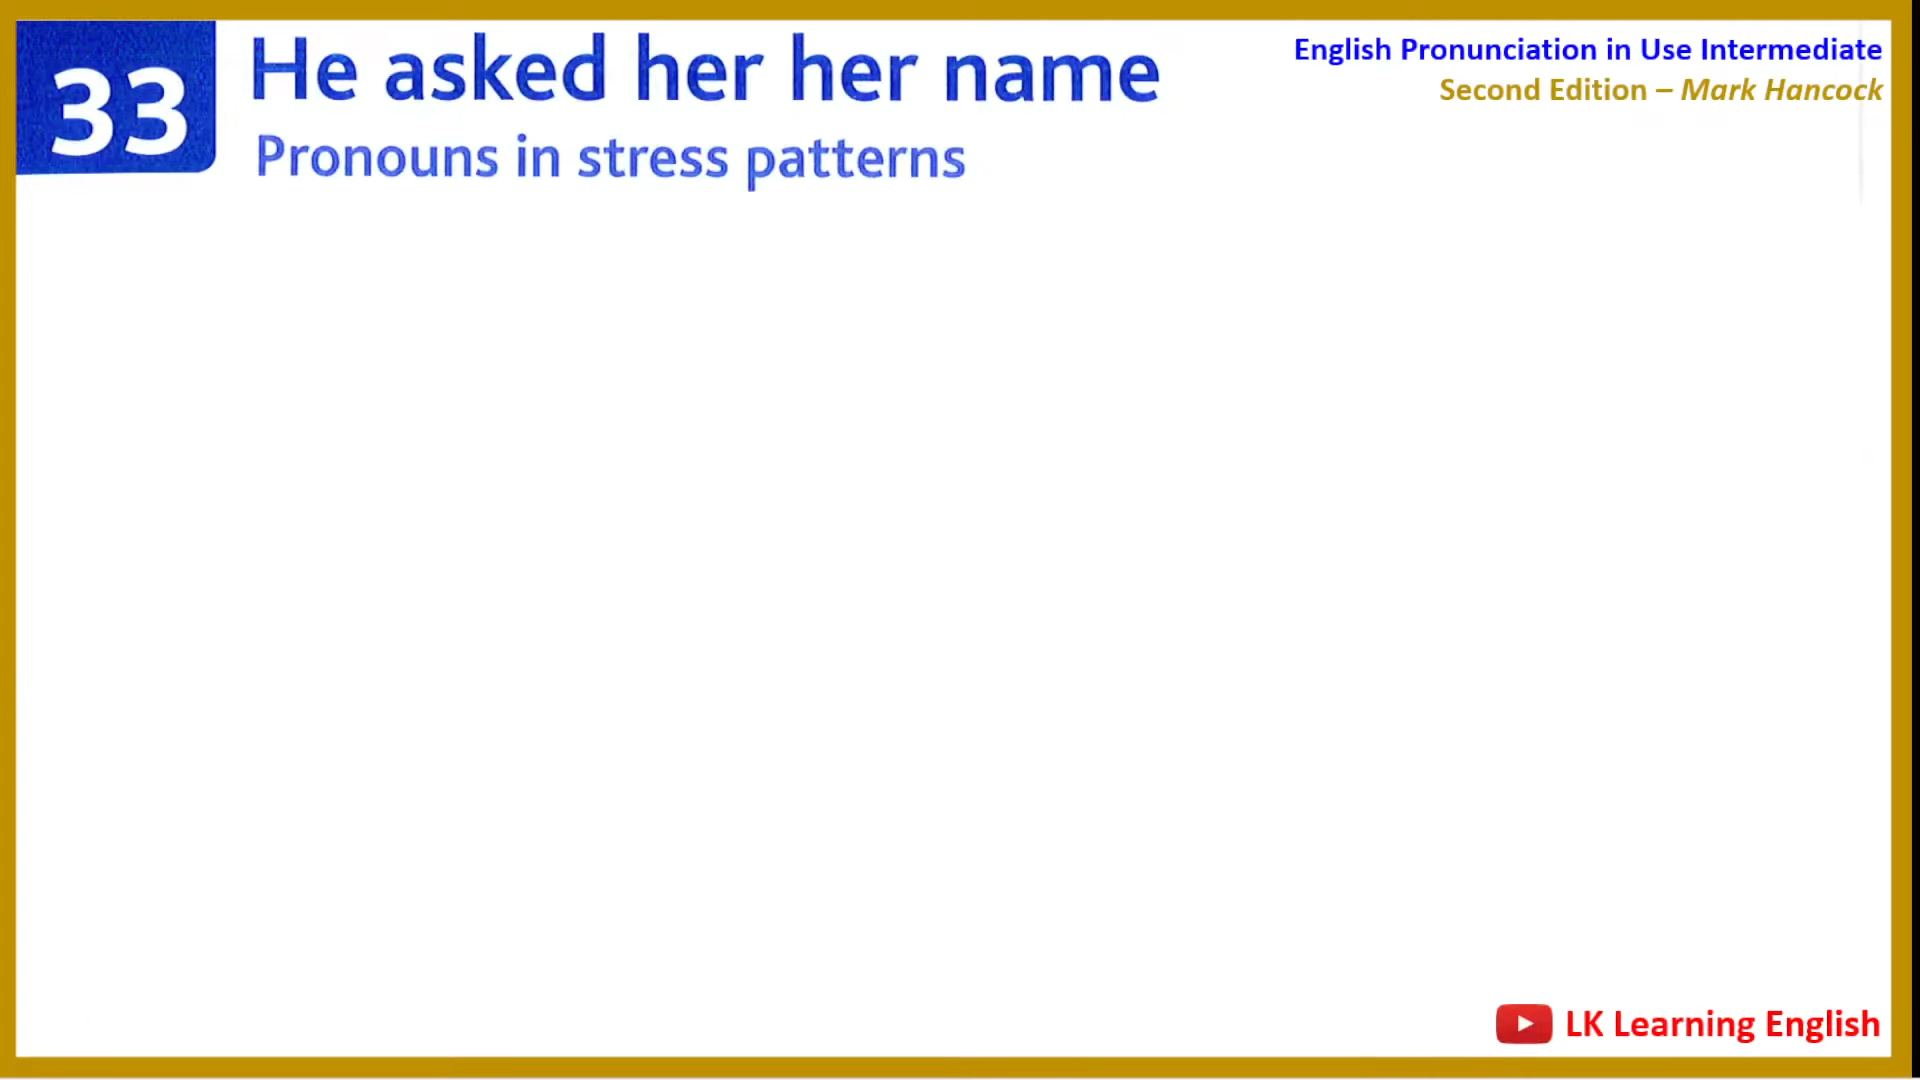 33
He asked her her name
Pronouns in stress patterns
English Pronunciation in Use Intermediate
Second Edition – Mark Hancock
LK Learning English